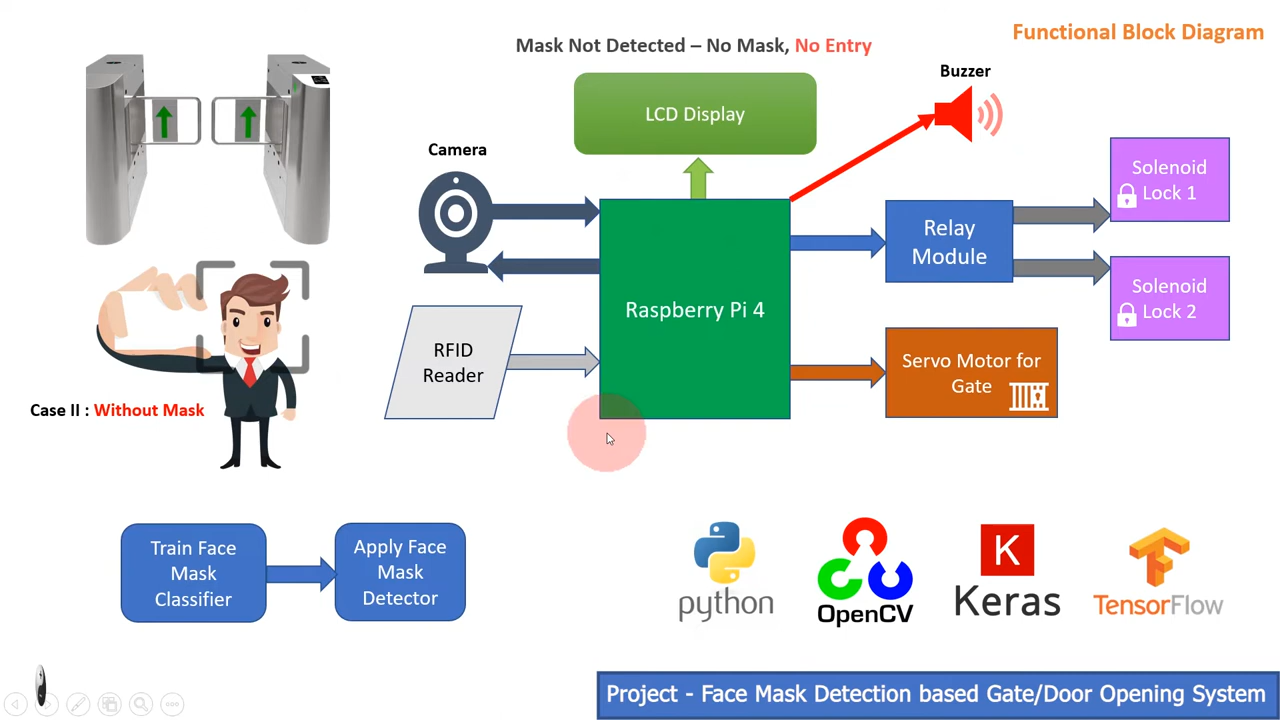 Functional Block Diagram
Mask Not Detected – No Mask, No Entry
Buzzer
LCD Display
Camera
Solenoid
Lock 1
Relay
Module
Solenoid
Lock 2
Raspberry Pi 4
RFID
Reader
Servo Motor for
Gate
Case II : Without Mask
Train Face
Mask
Classifier
Apply Face
Mask
Detector
python
OpenCV
K
Keras
TensorFlow
Project - Face Mask Detection based Gate/Door Opening System